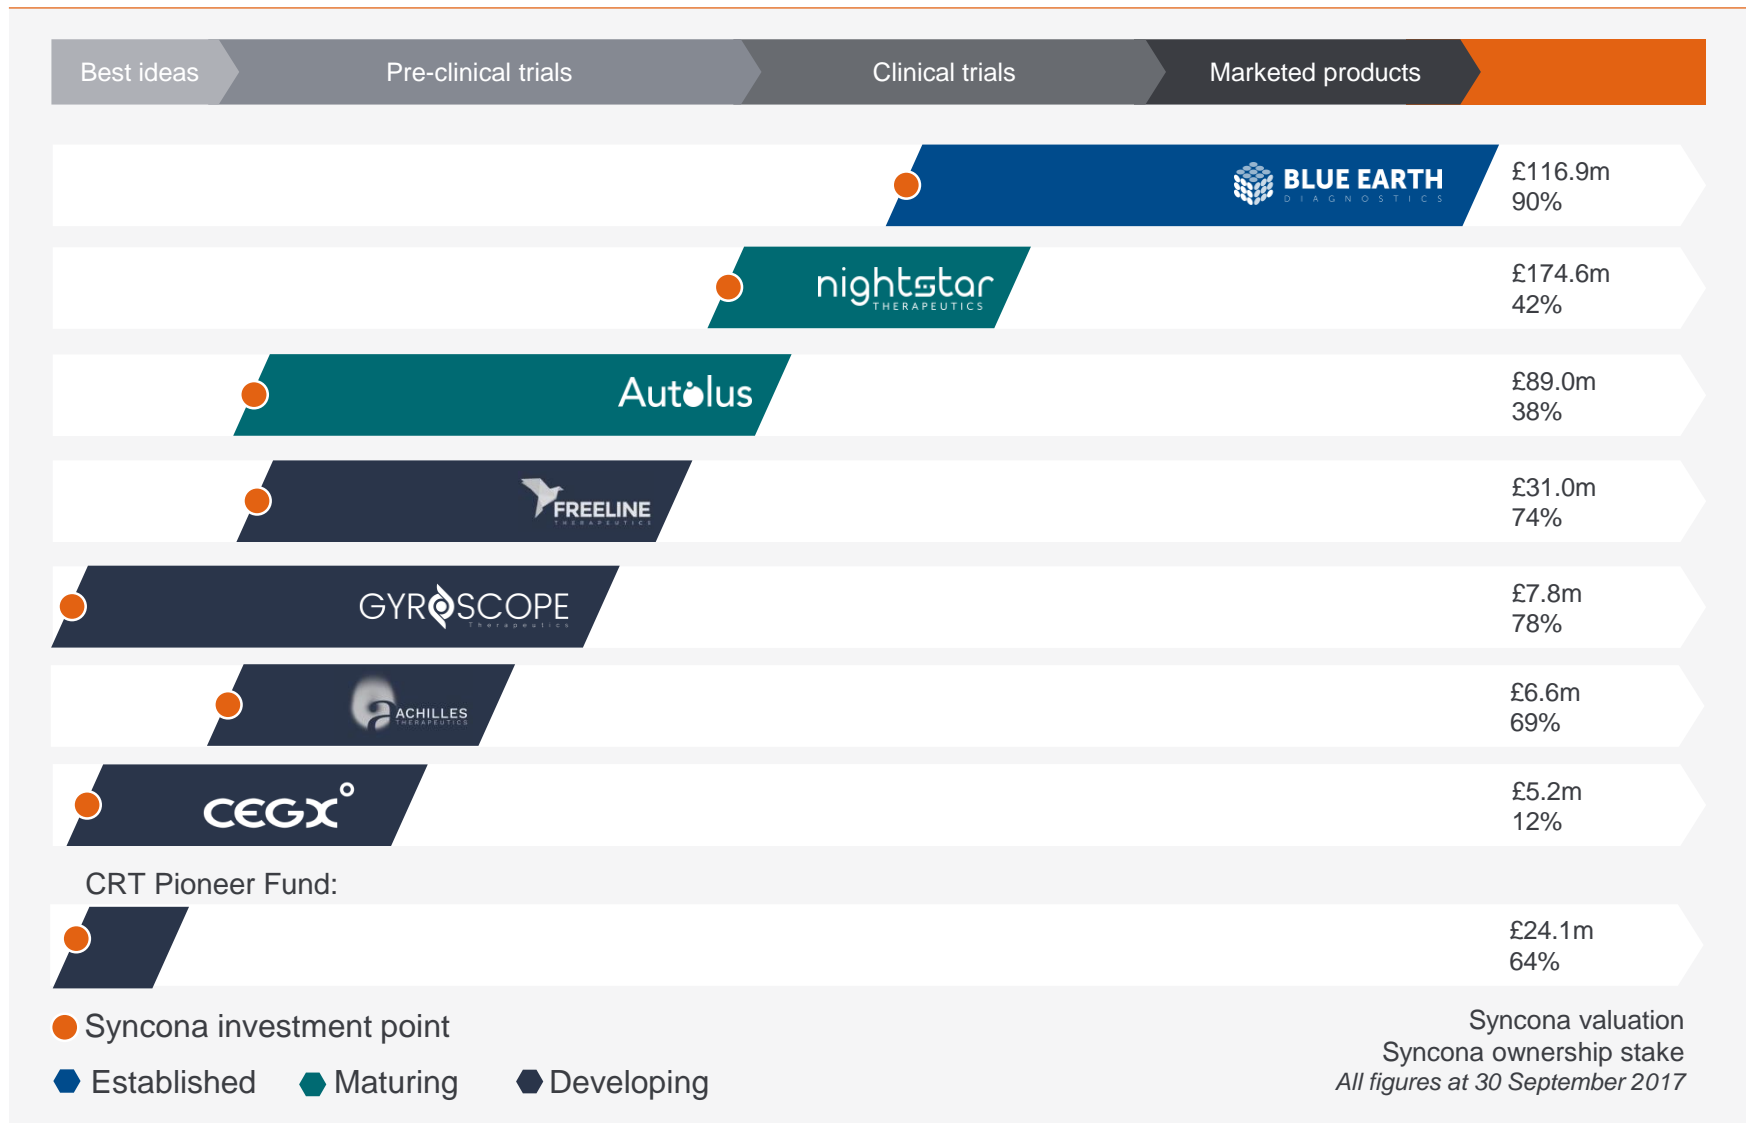 Best ideas
Pre-clinical trials
Clinical trials
Marketed products
BLUE EARTH
DIAGNOSTICS
£116.9m
90%
nightstar
THERAPEUTICS
£174.6m
42%
Autolus
£89.0m
38%
FREELINE
THERAPEUTICS
£31.0m
74%
GYROSCOPE
Therapeutics
£7.8m
78%
a
ACHILLES
THERAPEUTICS
£6.6m
69%
CEGX
£5.2m
12%
CRT Pioneer Fund:
£24.1m
64%
Syncona investment point
Established
Maturing
Developing
Syncona valuation
Syncona ownership stake
All figures at 30 September 2017